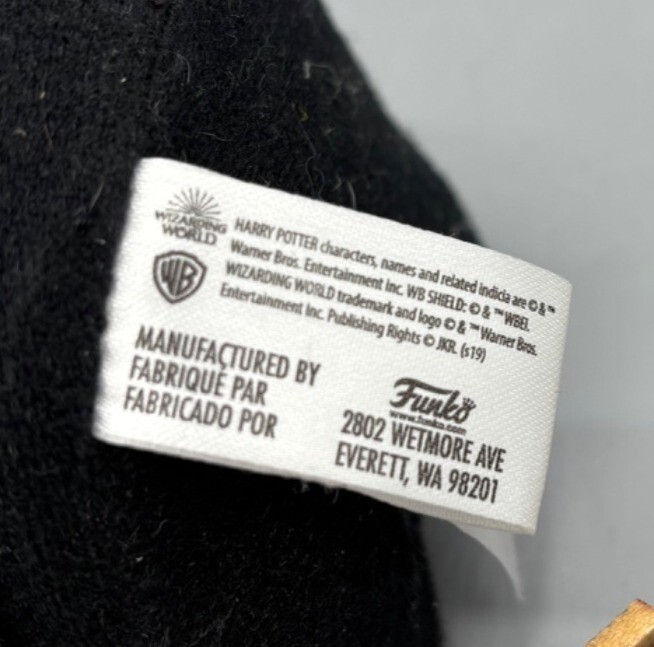 WIZARDING
WORLD
HARRY POTTER characters, names and related indicia are © & ™
Warner Bros. Entertainment Inc. WB SHIELD: © & ™ WBEI.
WIZARDING WORLD trademark and logo © & ™ Warner Bros.
Entertainment Inc. Publishing Rights © JKR. (s19)
WB
MANUFACTURED BY
FABRIQUÉ PAR
FABRICADO POR
Funko
www.funko.com
2802 WETMORE AVE
EVERETT, WA 98201